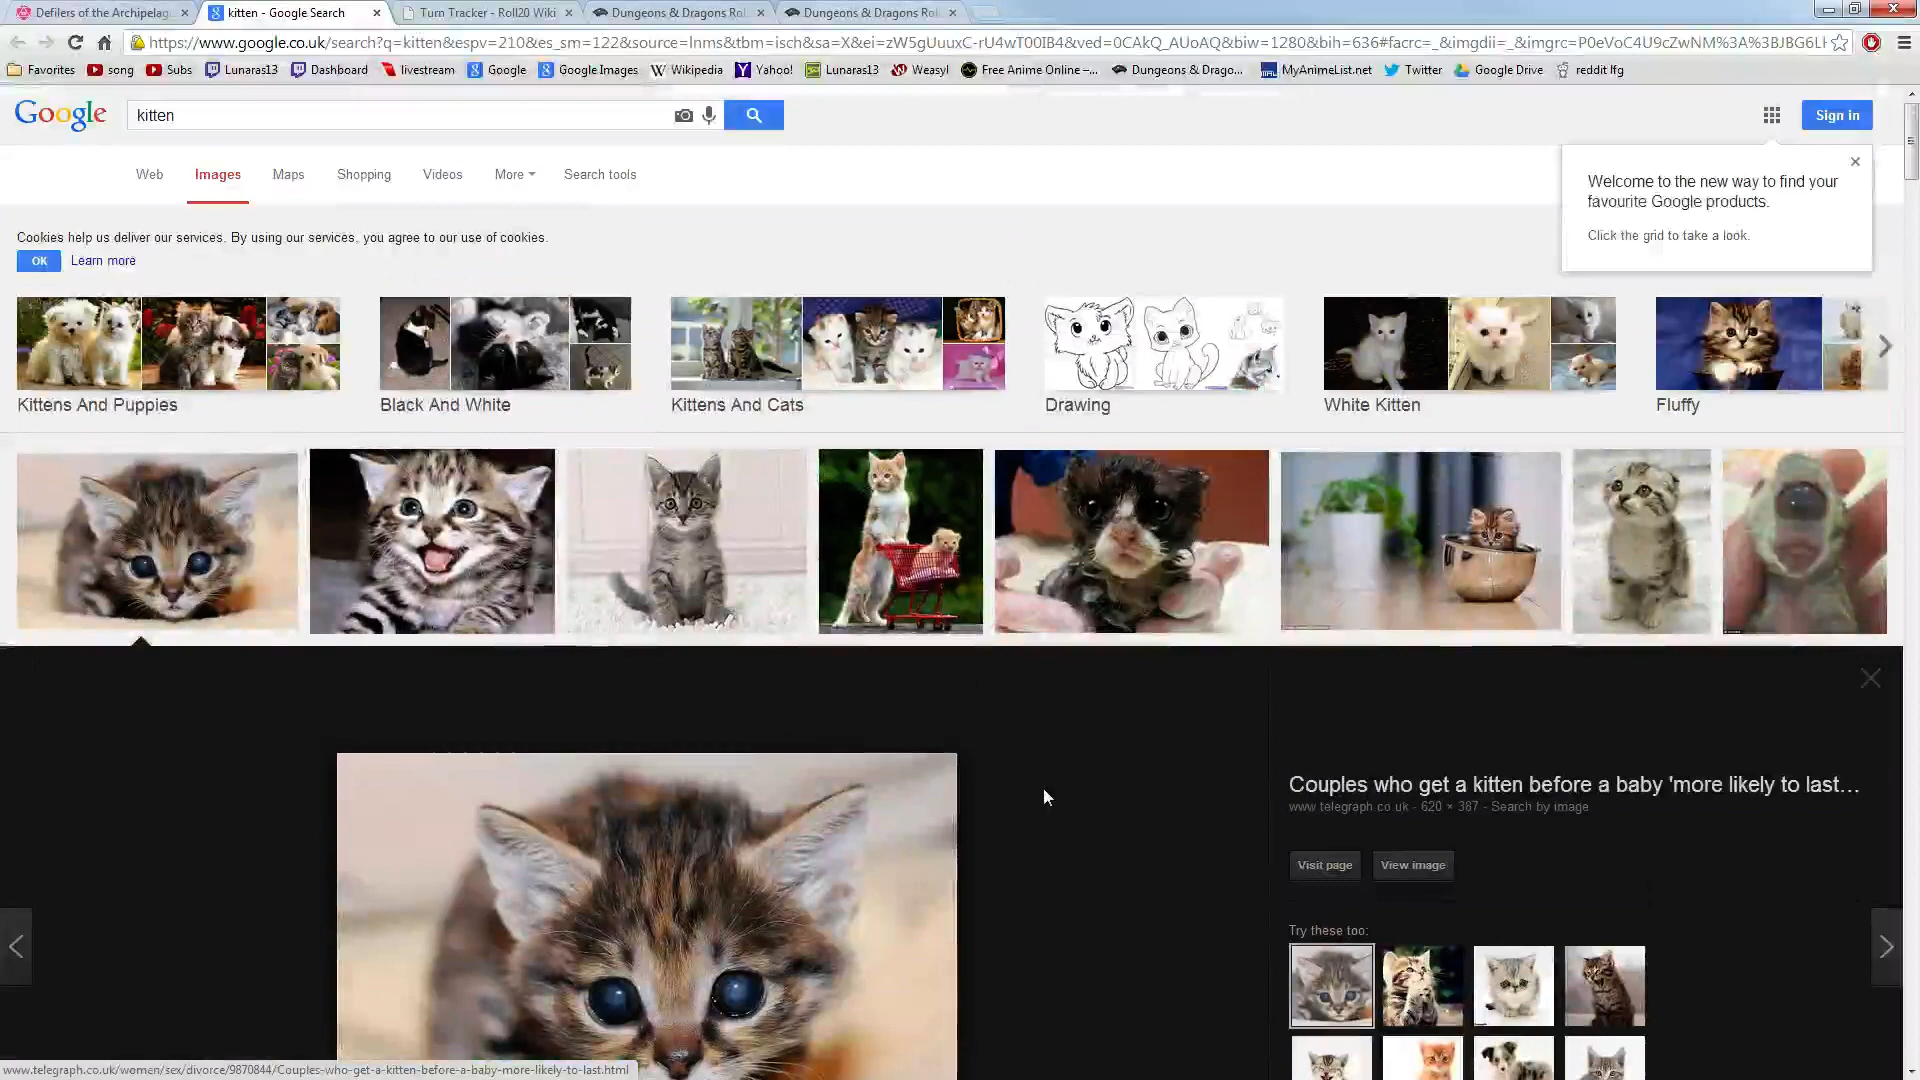 Defilers of the Archipelag
kitten - Google Search
Turn Tracker - Roll20 Wiki
Dungeons & Dragons Rol
Dungeons & Dragons Rol
https://www.google.co.uk/search?q=kitten&espv=210&es_sm=122&source=lnms&tbm=isch&sa=X&ei=zW5gUuuxC-rU4wT00IB4&ved=0CAkQ_AUoAQ&biw=1280&bih=636#facrc=_&imgdii=_&imgrc=P0eVoC4U9cZwNM%3A%3BJBG6LH
Favorites song Subs Lunaras13 Dashboard livestream Google Google Images Wikipedia Yahoo! Lunaras13 Weasyl Free Anime Online –... Dungeons & Drago... MyAnimeList.net Twitter Google Drive reddit lfg
Google kitten Sign in
Web Images Maps Shopping Videos More Search tools
Welcome to the new way to find your
favourite Google products.
Click the grid to take a look.
Cookies help us deliver our services. By using our services, you agree to our use of cookies.
OK Learn more
Kittens And Puppies Black And White Kittens And Cats Drawing White Kitten Fluffy
Couples who get a kitten before a baby 'more likely to last...
www.telegraph.co.uk - 620 × 387 - Search by image
Visit page View image
Try these too:
www.telegraph.co.uk/women/sex/divorce/9870844/Couples-who-get-a-kitten-before-a-baby-more-likely-to-last.html